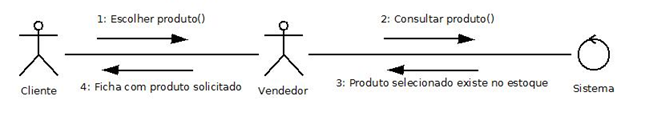 1: Escolher produto()
2: Consultar produto()
4: Ficha com produto solicitado
3: Produto selecionado existe no estoque
Cliente
Vendedor
Sistema